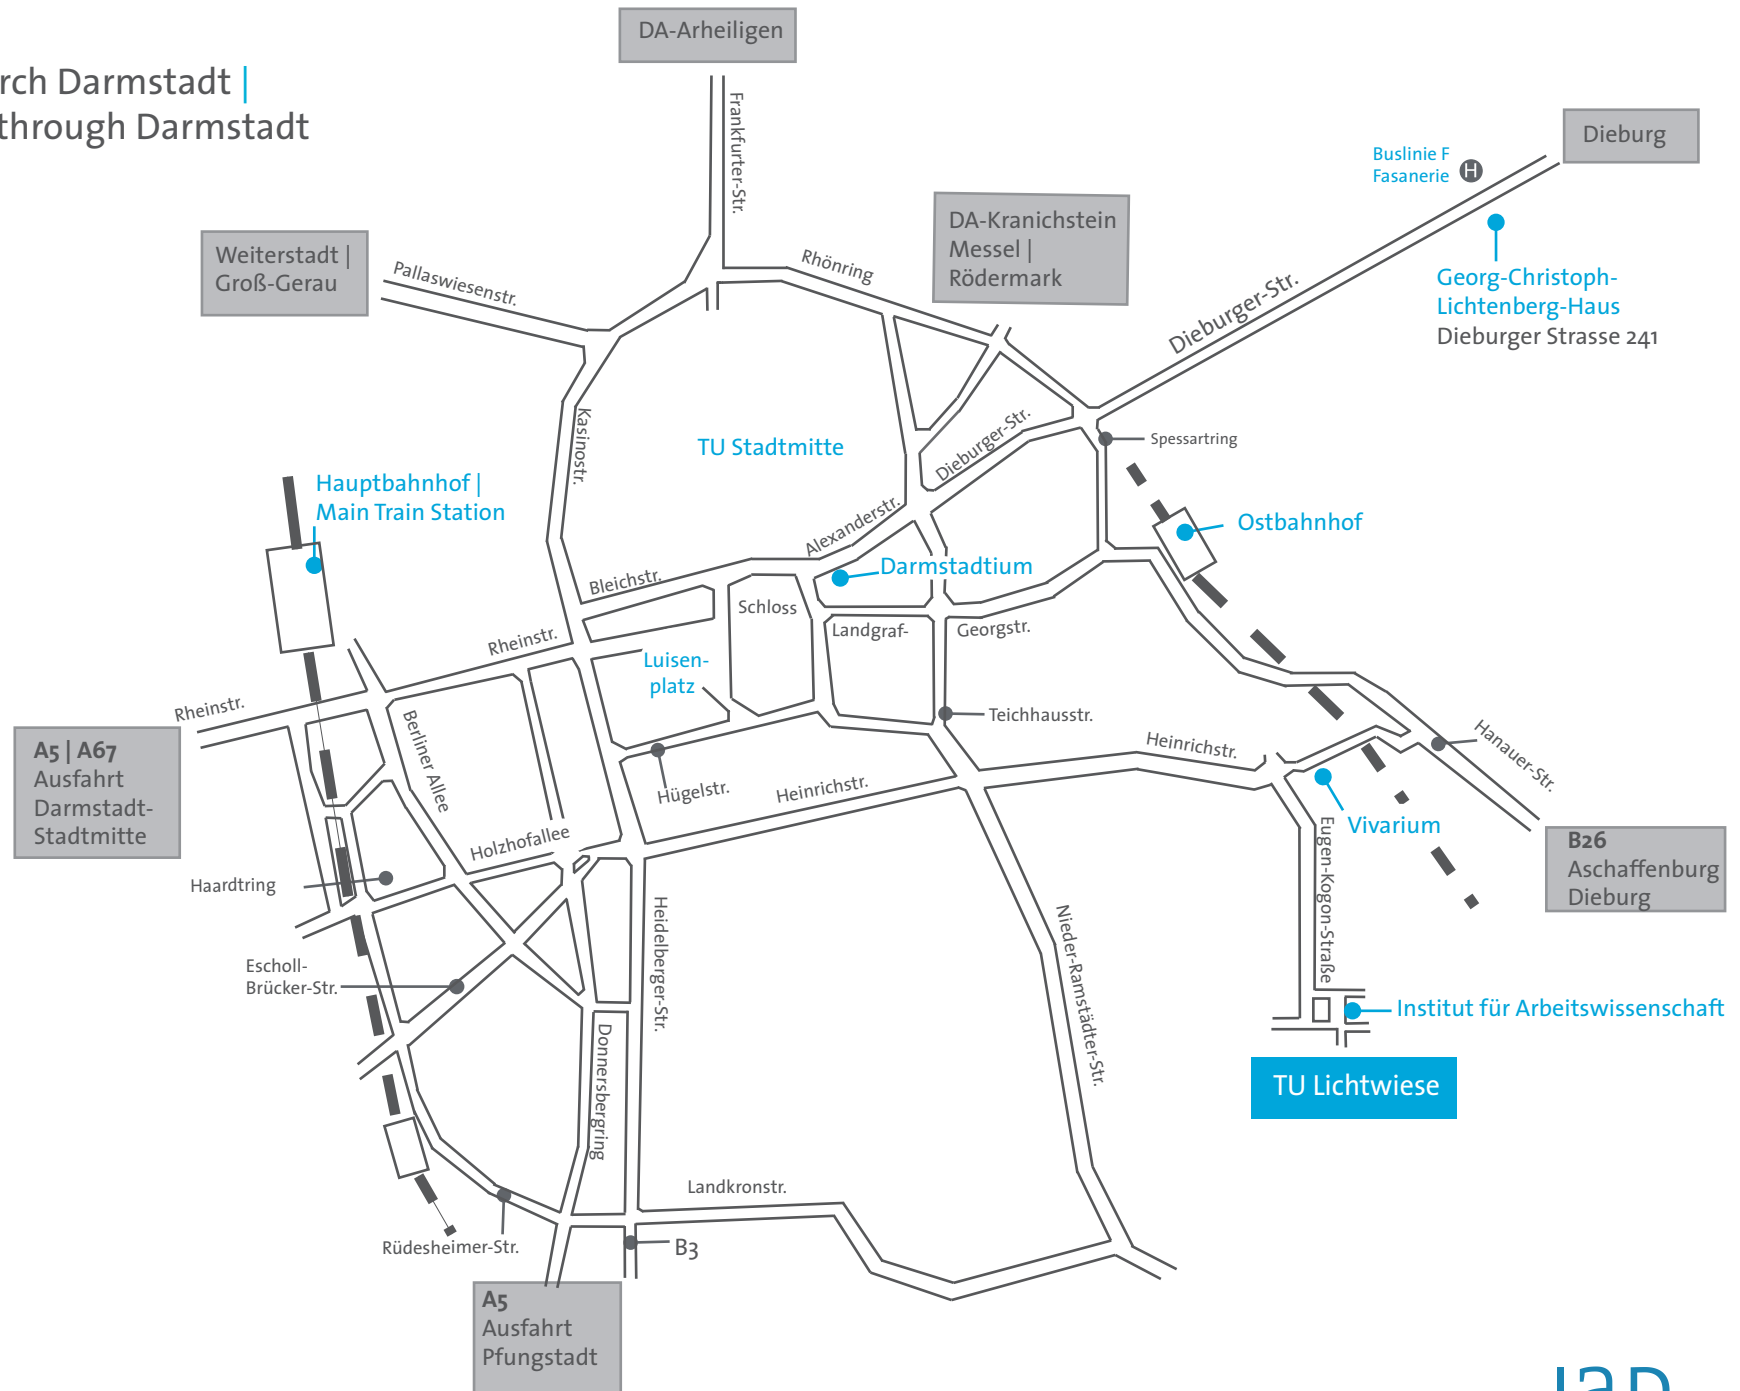 DA-Arheiligen
rch Darmstadt |
through Darmstadt
Frankfurter-Str.
Dieburg
Buslinie F
Fasanerie
H
DA-Kranichstein
Messel |
Rödermark
Weiterstadt |
Groß-Gerau
Pallaswiesenstr.
Rhönring
Georg-Christoph-
Lichtenberg-Haus
Dieburger Strasse 241
Dieburger-Str.
Kasinostr.
TU Stadtmitte
Dieburger-Str.
Spessartring
Hauptbahnhof |
Main Train Station
Alexanderstr.
Ostbahnhof
Darmstadtium
Bleichstr.
Schloss
Landgraf-
Georgstr.
Rheinstr.
Luisen-
platz
Rheinstr.
Teichhausstr.
Berliner Allee
Heinrichstr.
Hanauer-Str.
A5 | A67
Ausfahrt
Darmstadt-
Stadtmitte
Hügelstr.
Heinrichstr.
Vivarium
Holzhofallee
B26
Aschaffenburg
Dieburg
Haardtring
Eugen-Kogon-Straße
Heidelberger-Str.
Nieder-Ramstädter-Str.
Escholl-
Brücker-Str.
Institut für Arbeitswissenschaft
Donnersbergring
TU Lichtwiese
Landkronstr.
Rüdesheimer-Str.
B3
A5
Ausfahrt
Pfungstadt